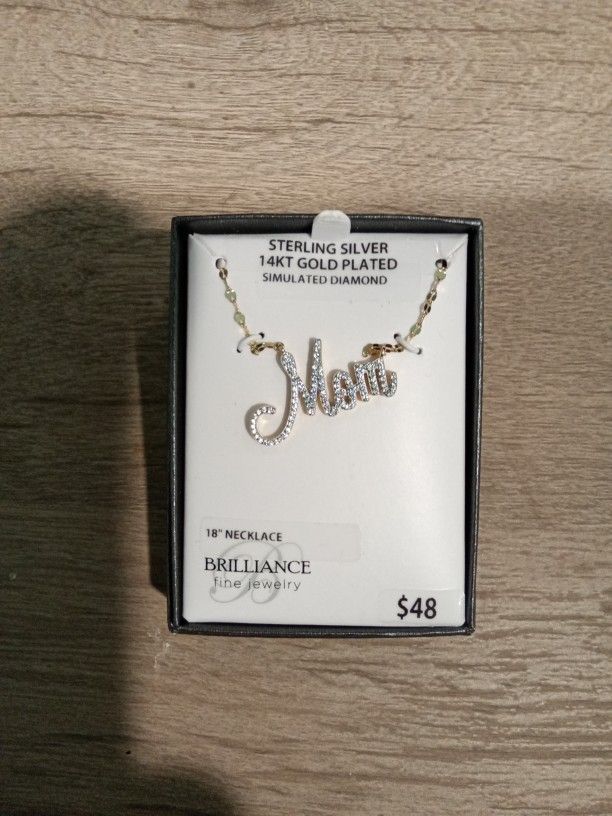 STERLING SILVER
14KT GOLD PLATED
SIMULATED DIAMOND
Mom
18" NECKLACE
B
BRILLIANCE
fine jewelry
$48